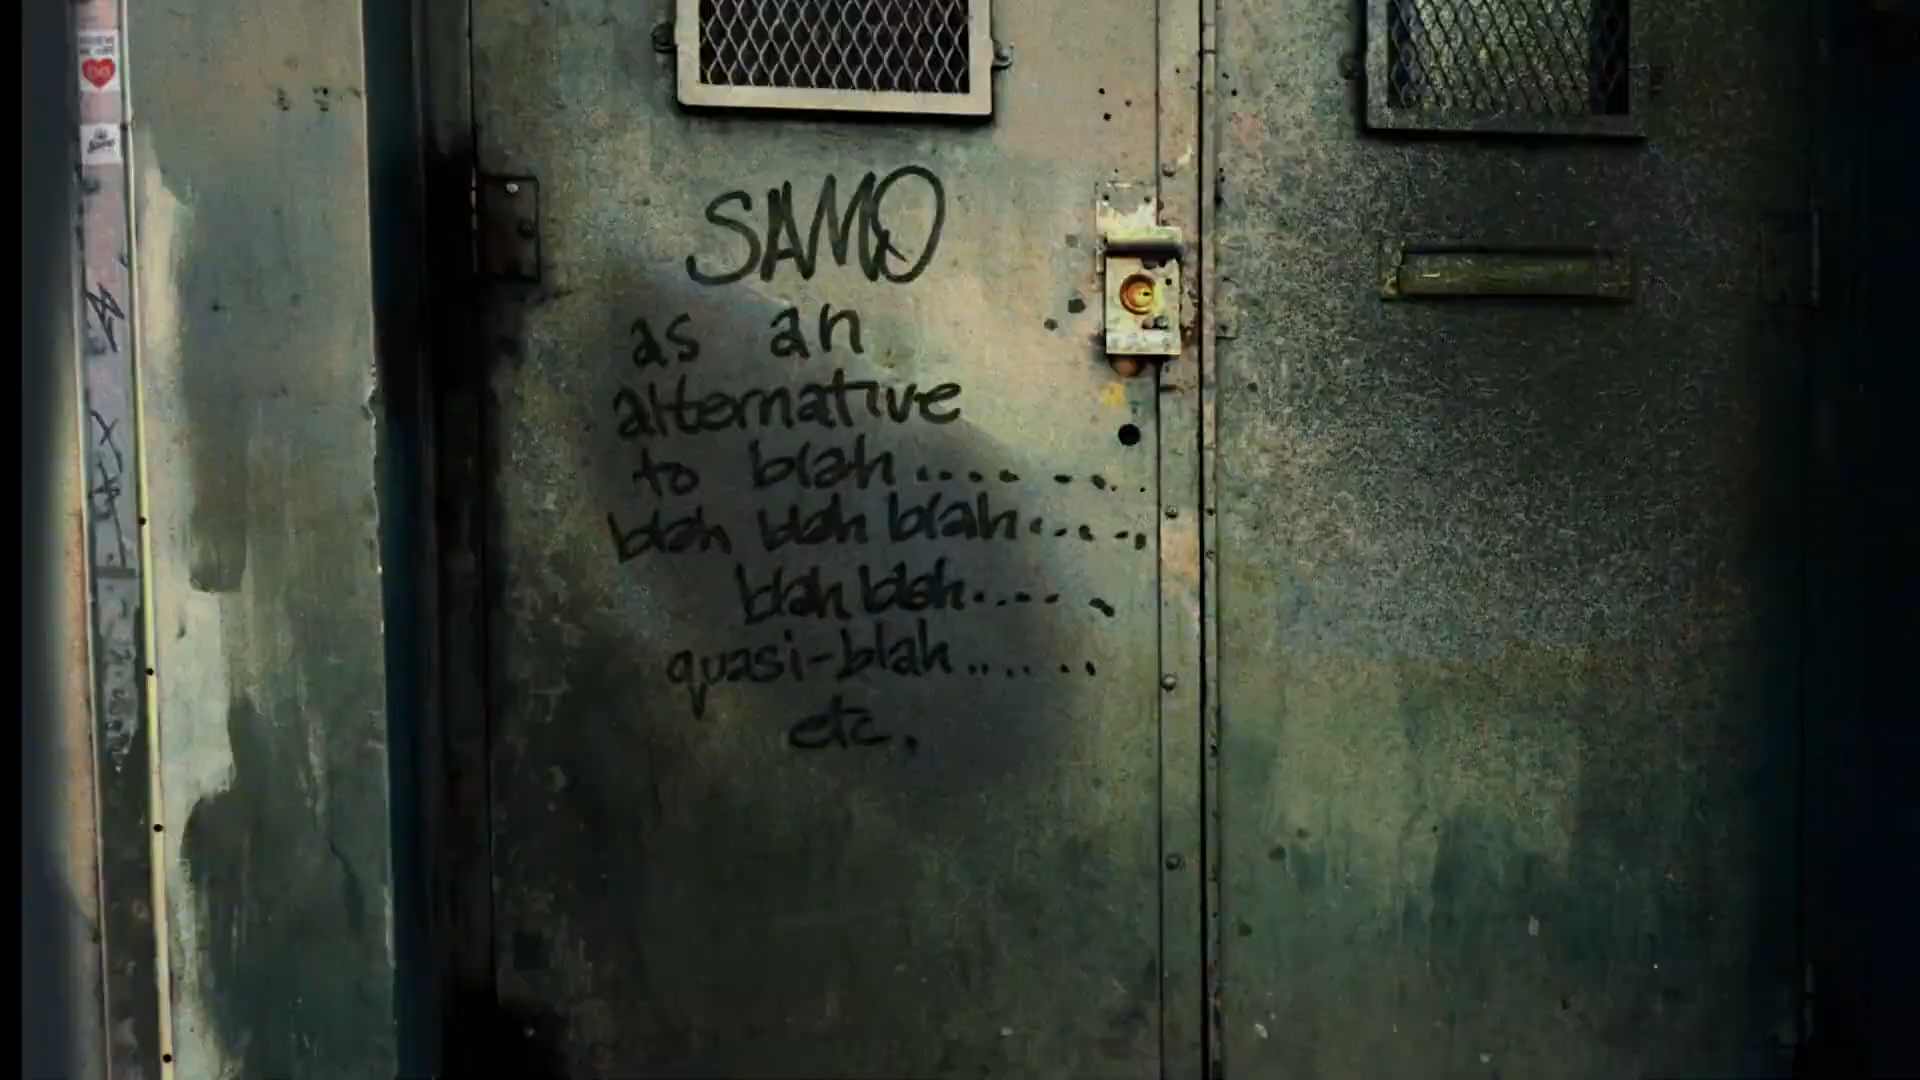 SAMO
as an
alternative
to blah..... ...
blah blah blah.... ..
blah blah..... .
quasi-blah..... ..
etc.